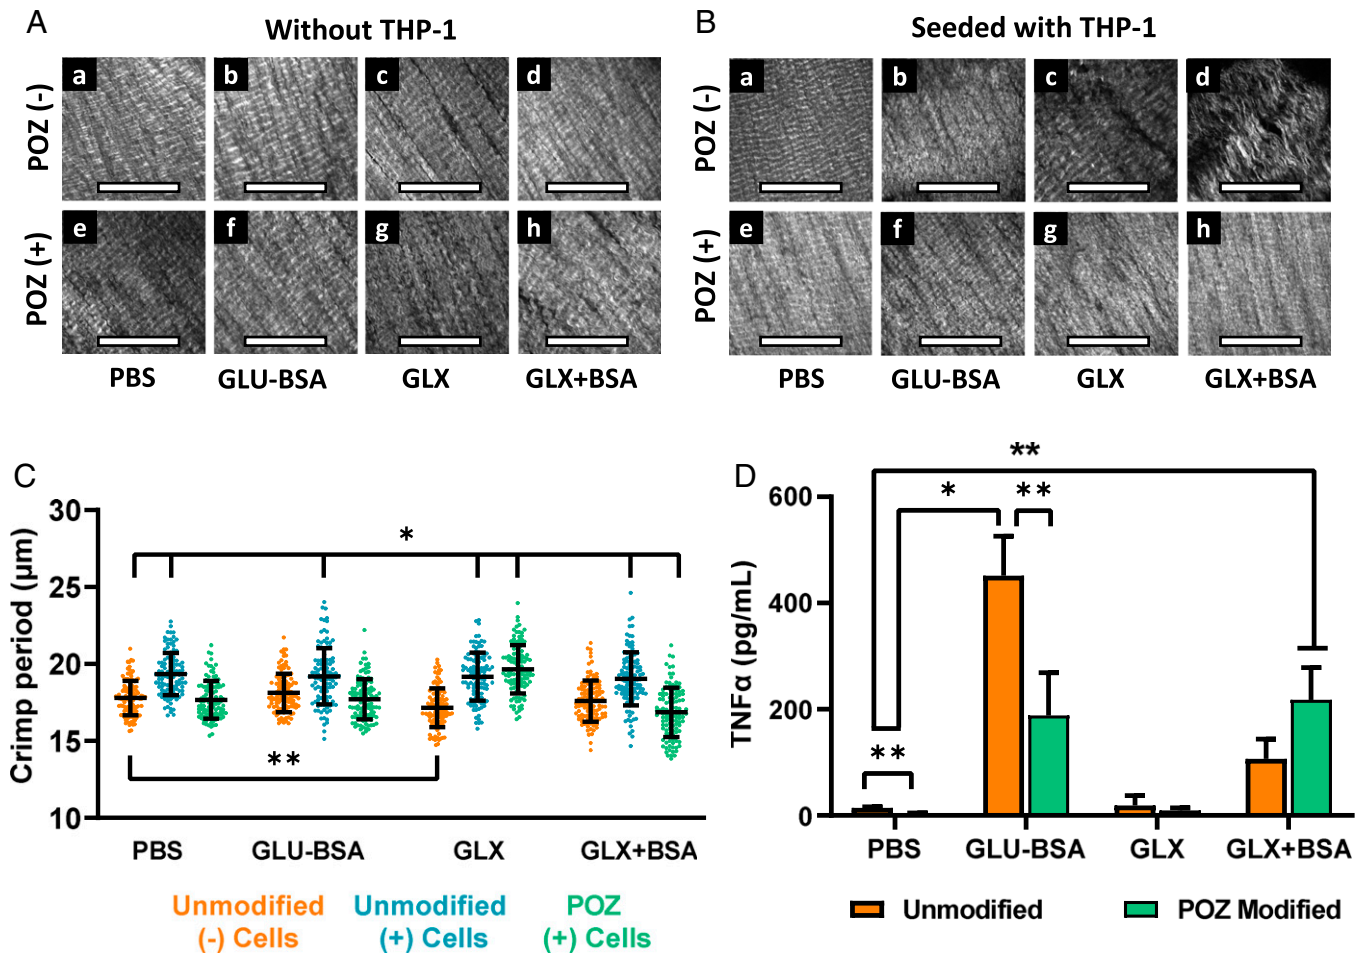 A
Without THP-1
POZ (-)
a
b
c
d
POZ (+)
e
f
g
h
PBS
GLU-BSA
GLX
GLX+BSA
B
Seeded with THP-1
POZ (-)
a
b
c
d
POZ (+)
e
f
g
h
PBS
GLU-BSA
GLX
GLX+BSA
C
Crimp period (μm)
30
25
20
15
10
*
**
PBS
GLU-BSA
GLX
GLX+BSA
Unmodified
(-) Cells
Unmodified
(+) Cells
POZ
(+) Cells
D
TNFα (pg/mL)
600
400
200
0
**
*
**
**
PBS
GLU-BSA
GLX
GLX+BSA
Unmodified
POZ Modified